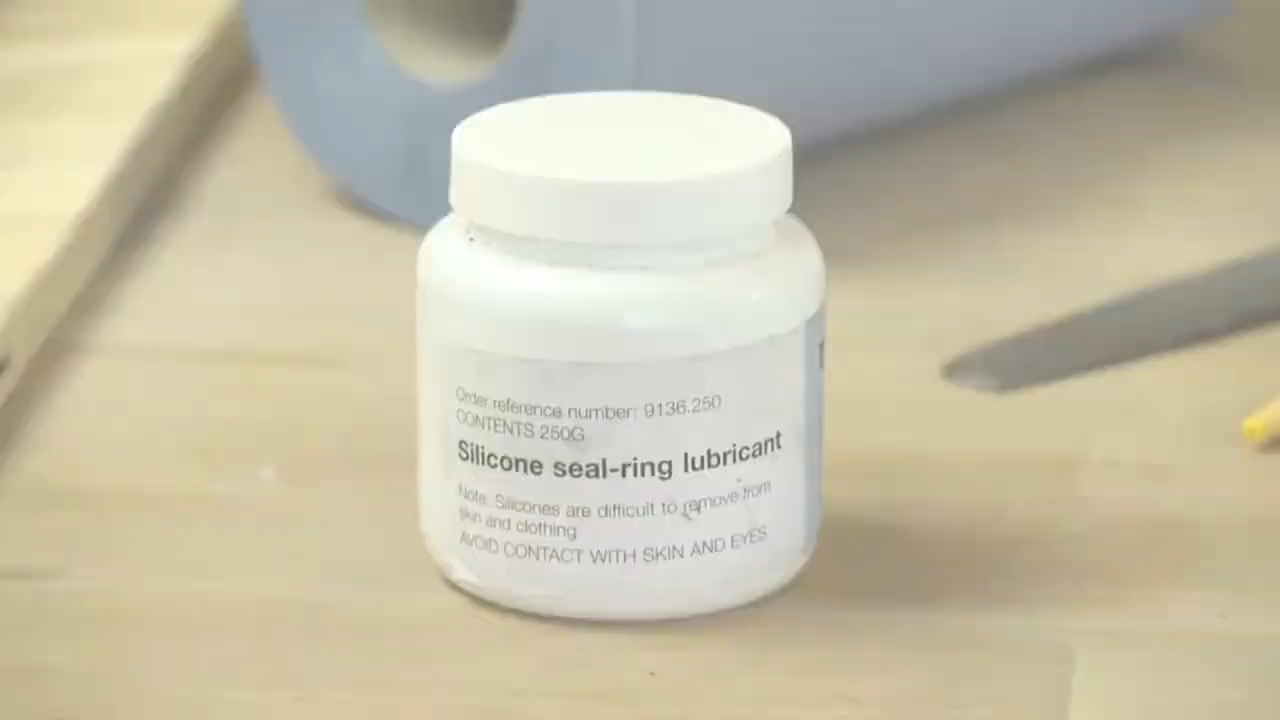 Order reference number: 9136.250
CONTENTS 250G
Silicone seal-ring lubricant
Note: Silicones are difficult to remove from
skin and clothing
AVOID CONTACT WITH SKIN AND EYES